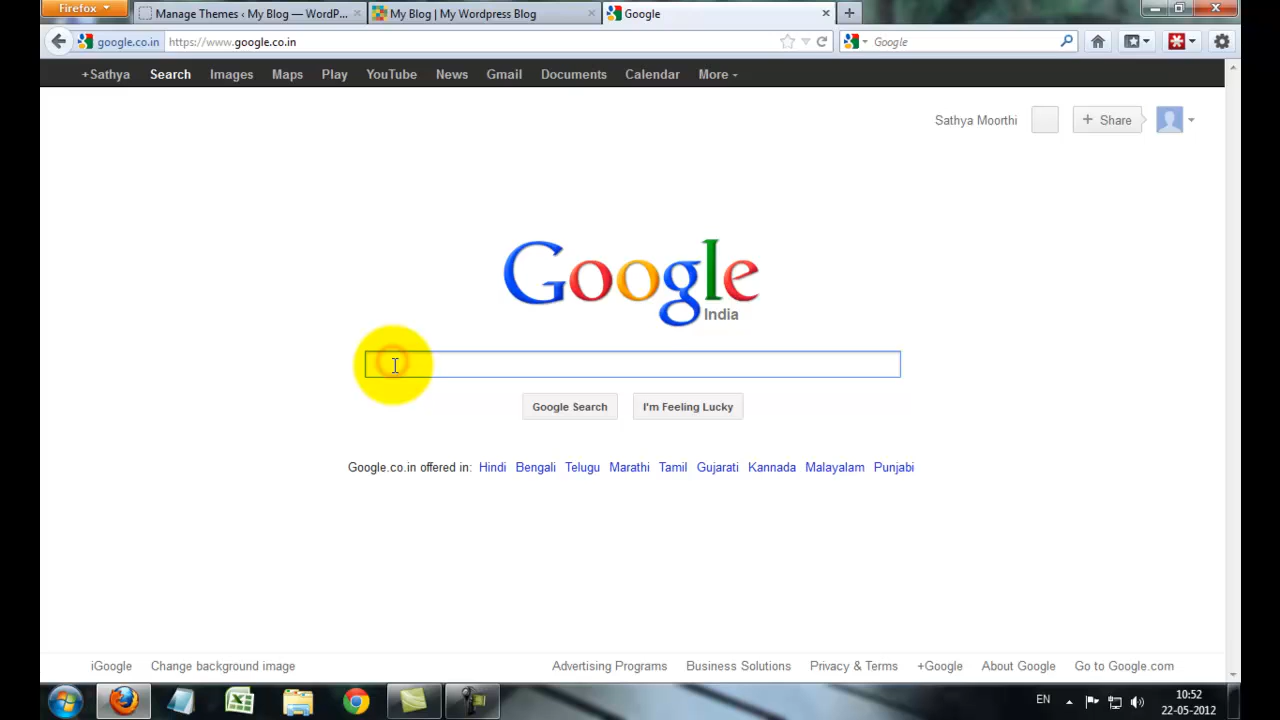 Firefox
Manage Themes ‹ My Blog — WordP...
My Blog | My Wordpress Blog
Google
google.co.in
https://www.google.co.in
Google
+Sathya Search Images Maps Play YouTube News Gmail Documents Calendar More
Sathya Moorthi
+ Share
Google
India
Google Search
I'm Feeling Lucky
Google.co.in offered in: Hindi Bengali Telugu Marathi Tamil Gujarati Kannada Malayalam Punjabi
iGoogle Change background image Advertising Programs Business Solutions Privacy & Terms +Google About Google Go to Google.com
EN
10:52
22-05-2012